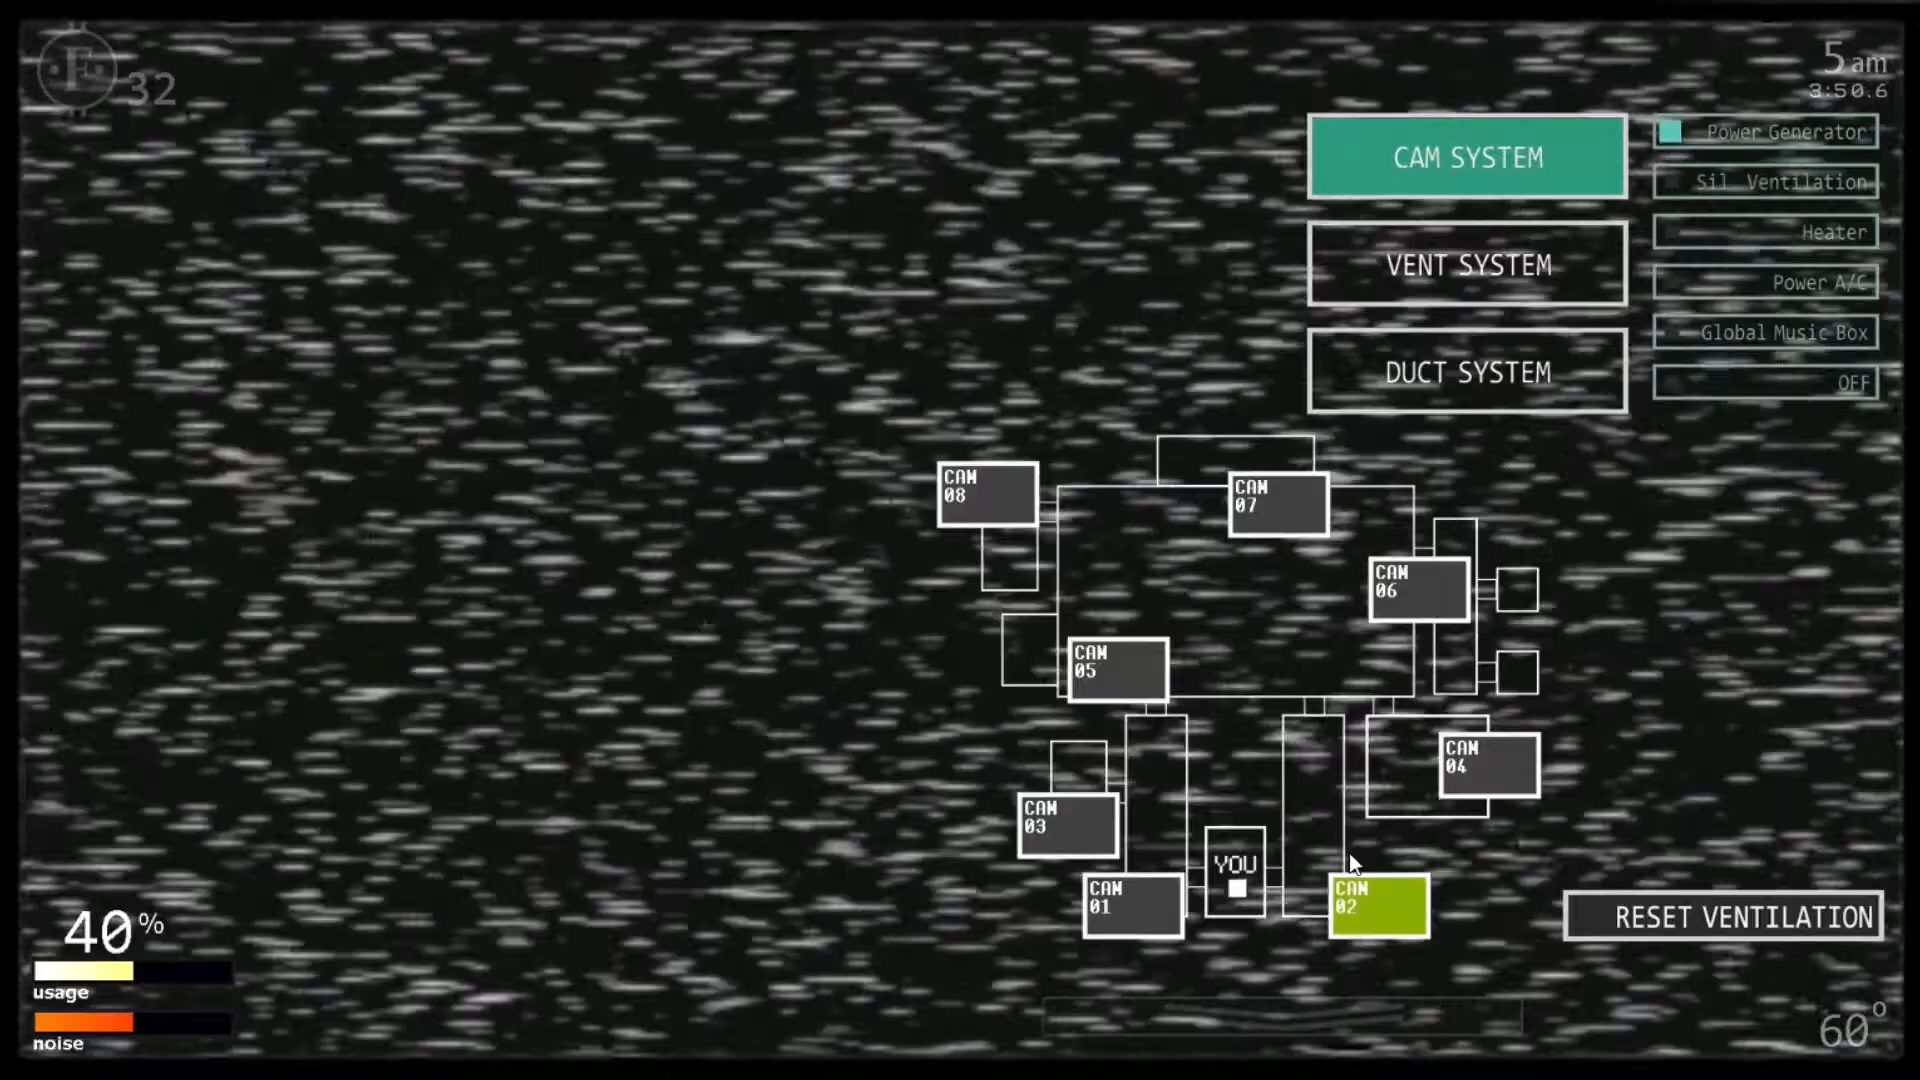 32
5 am
3:50.6
CAM SYSTEM
VENT SYSTEM
DUCT SYSTEM
Power Generator
Sil Ventilation
Heater
Power A/C
Global Music Box
OFF
CAM
08
CAM
07
CAM
06
CAM
05
CAM
04
CAM
03
YOU
CAM
01
CAM
02
RESET VENTILATION
40%
usage
noise
60°